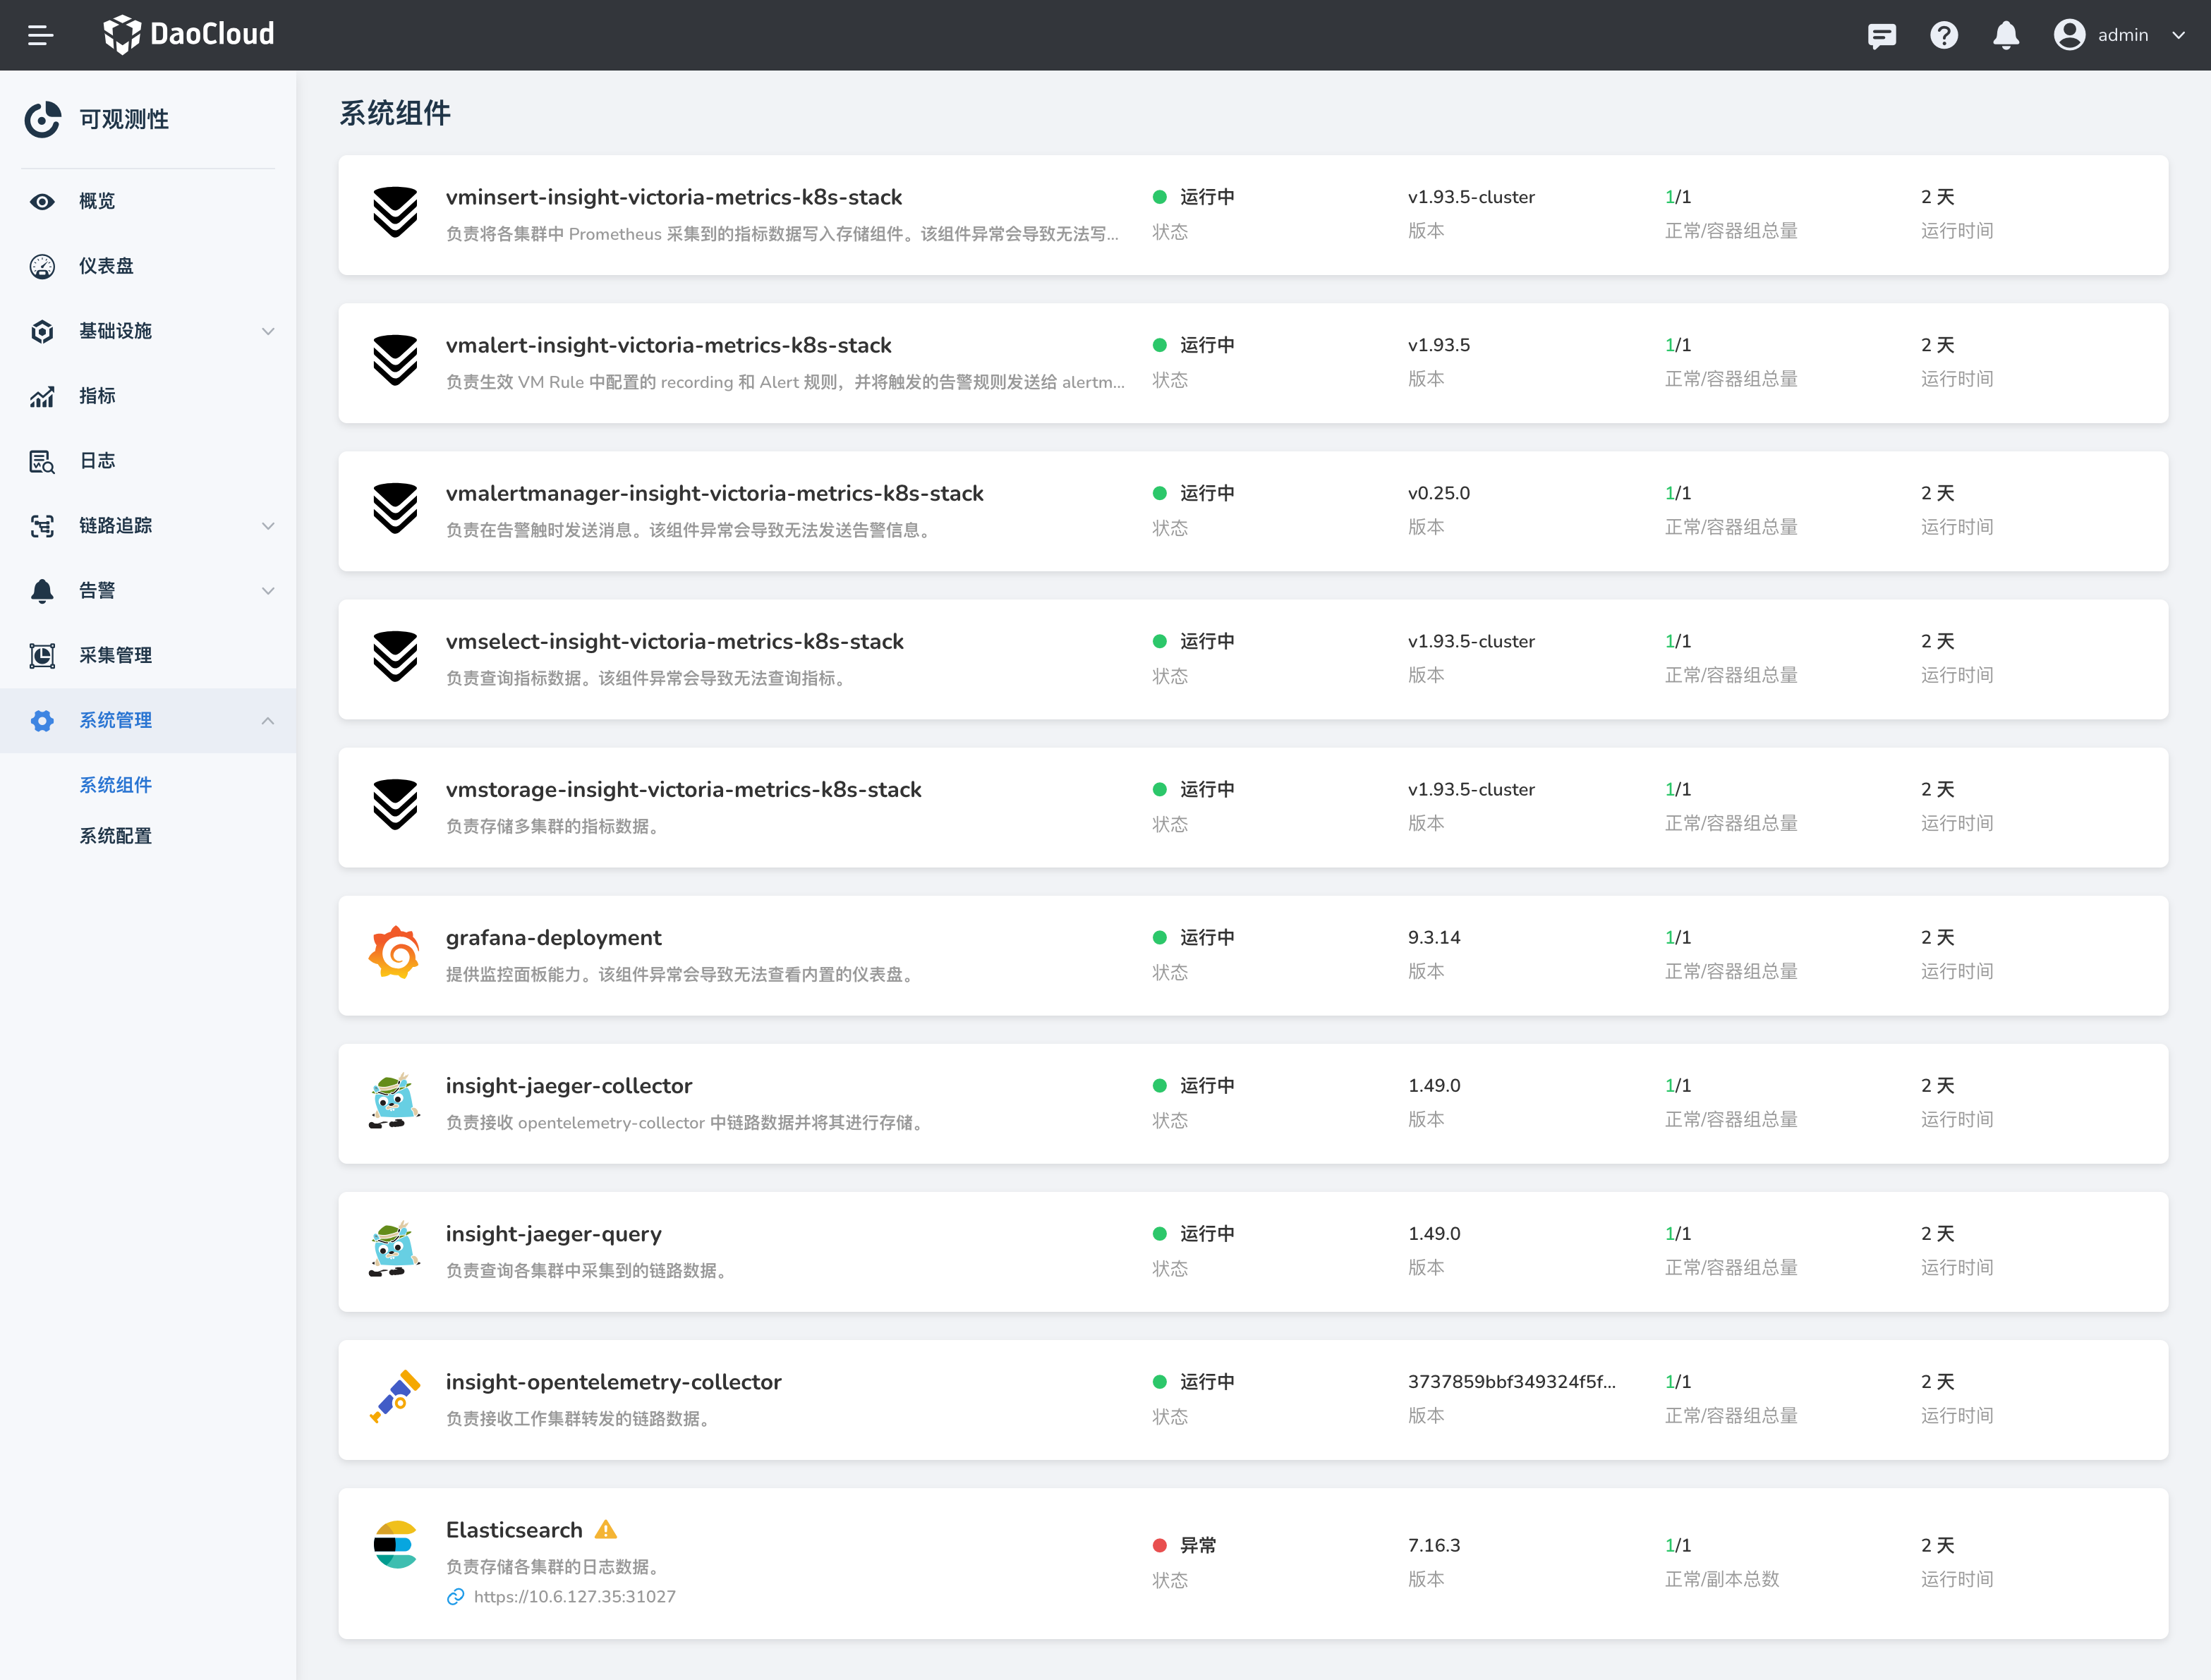 DaoCloud
admin
可观测性
概览
仪表盘
基础设施
指标
日志
链路追踪
告警
采集管理
系统管理
系统组件
系统配置
系统组件
vminsert-insight-victoria-metrics-k8s-stack
负责将各集群中 Prometheus 采集到的指标数据写入存储组件。该组件异常会导致无法写...
运行中
状态
v1.93.5-cluster
版本
1/1
正常/容器组总量
2 天
运行时间
vmalert-insight-victoria-metrics-k8s-stack
负责生效 VM Rule 中配置的 recording 和 Alert 规则，并将触发的告警规则发送给 alertm...
运行中
状态
v1.93.5
版本
1/1
正常/容器组总量
2 天
运行时间
vmalertmanager-insight-victoria-metrics-k8s-stack
负责在告警触时发送消息。该组件异常会导致无法发送告警信息。
运行中
状态
v0.25.0
版本
1/1
正常/容器组总量
2 天
运行时间
vmselect-insight-victoria-metrics-k8s-stack
负责查询指标数据。该组件异常会导致无法查询指标。
运行中
状态
v1.93.5-cluster
版本
1/1
正常/容器组总量
2 天
运行时间
vmstorage-insight-victoria-metrics-k8s-stack
负责存储多集群的指标数据。
运行中
状态
v1.93.5-cluster
版本
1/1
正常/容器组总量
2 天
运行时间
grafana-deployment
提供监控面板能力。该组件异常会导致无法查看内置的仪表盘。
运行中
状态
9.3.14
版本
1/1
正常/容器组总量
2 天
运行时间
insight-jaeger-collector
负责接收 opentelemetry-collector 中链路数据并将其进行存储。
运行中
状态
1.49.0
版本
1/1
正常/容器组总量
2 天
运行时间
insight-jaeger-query
负责查询各集群中采集到的链路数据。
运行中
状态
1.49.0
版本
1/1
正常/容器组总量
2 天
运行时间
insight-opentelemetry-collector
负责接收工作集群转发的链路数据。
运行中
状态
3737859bbf349324f5f...
版本
1/1
正常/容器组总量
2 天
运行时间
Elasticsearch
负责存储各集群的日志数据。
https://10.6.127.35:31027
异常
状态
7.16.3
版本
1/1
正常/副本总数
2 天
运行时间